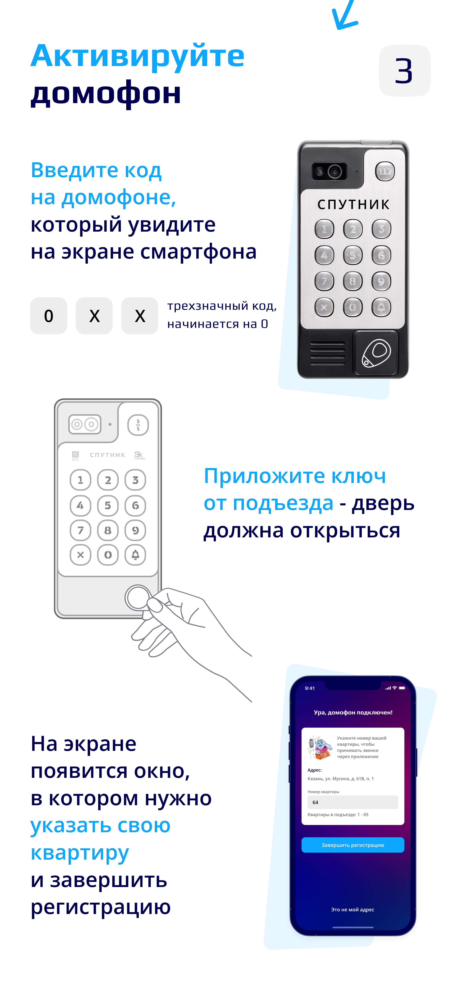 Активируйте
домофон
3
Введите код
на домофоне,
который увидите
на экране смартфона
0 X X
трехзначный код,
начинается на 0
112
СПУТНИК
1 2 3
4 5 6
7 8 9
× 0
SOS
NFC
СПУТНИК
Sk
Сколково
1 2 3
4 5 6
7 8 9
× 0
Приложите ключ
от подъезда - дверь
должна открыться
На экране
появится окно,
в котором нужно
указать свою
квартиру
и завершить
регистрацию
9:41
Ура, домофон подключен!
Укажите номер вашей
квартиры, чтобы
принимать звонки
через приложение
Адрес:
Казань, ул. Мусина, д. 61В, п. 1
Номер квартиры
64
Квартиры в подъезде: 1 - 65
Завершить регистрацию
Это не мой адрес